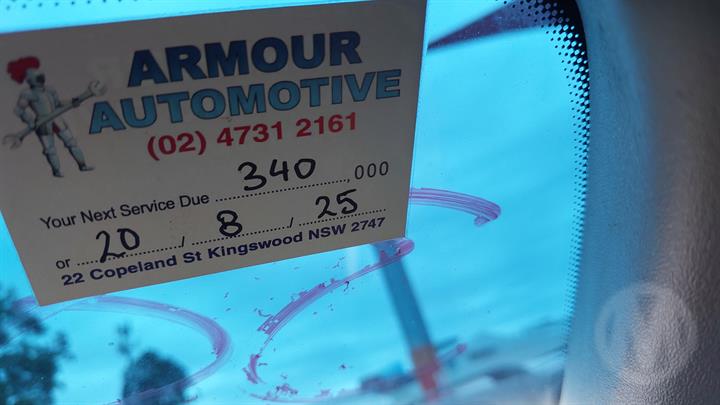 ARMOUR
AUTOMOTIVE
(02) 4731 2161
Your Next Service Due 340,000
or 20 / 8 / 25
22 Copeland St Kingswood NSW 2747